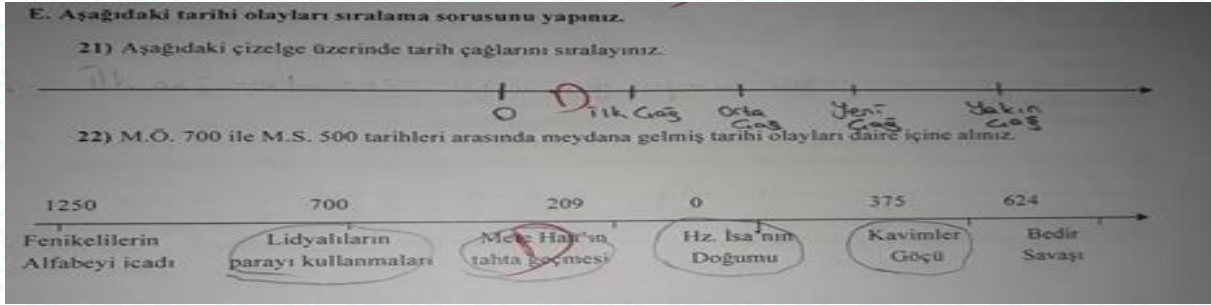 E. Aşağıdaki tarihi olayları sıralama sorusunu yapınız.
21) Aşağıdaki çizelge üzerinde tarih çağlarını sıralayınız.
0 İlk Çağ Orta Çağ Yeni Çağ Yakın Çağ
22) M.Ö. 700 ile M.S. 500 tarihleri arasında meydana gelmiş tarihi olayları daire içine alınız.
1250 700 209 0 375 624
Fenikelilerin Lidyalıların Mete Han'ın Hz. İsa'nın Kavimler Bedir
Alfabeyi icadı parayı kullanmaları tahta geçmesi Doğumu Göçü Savaşı